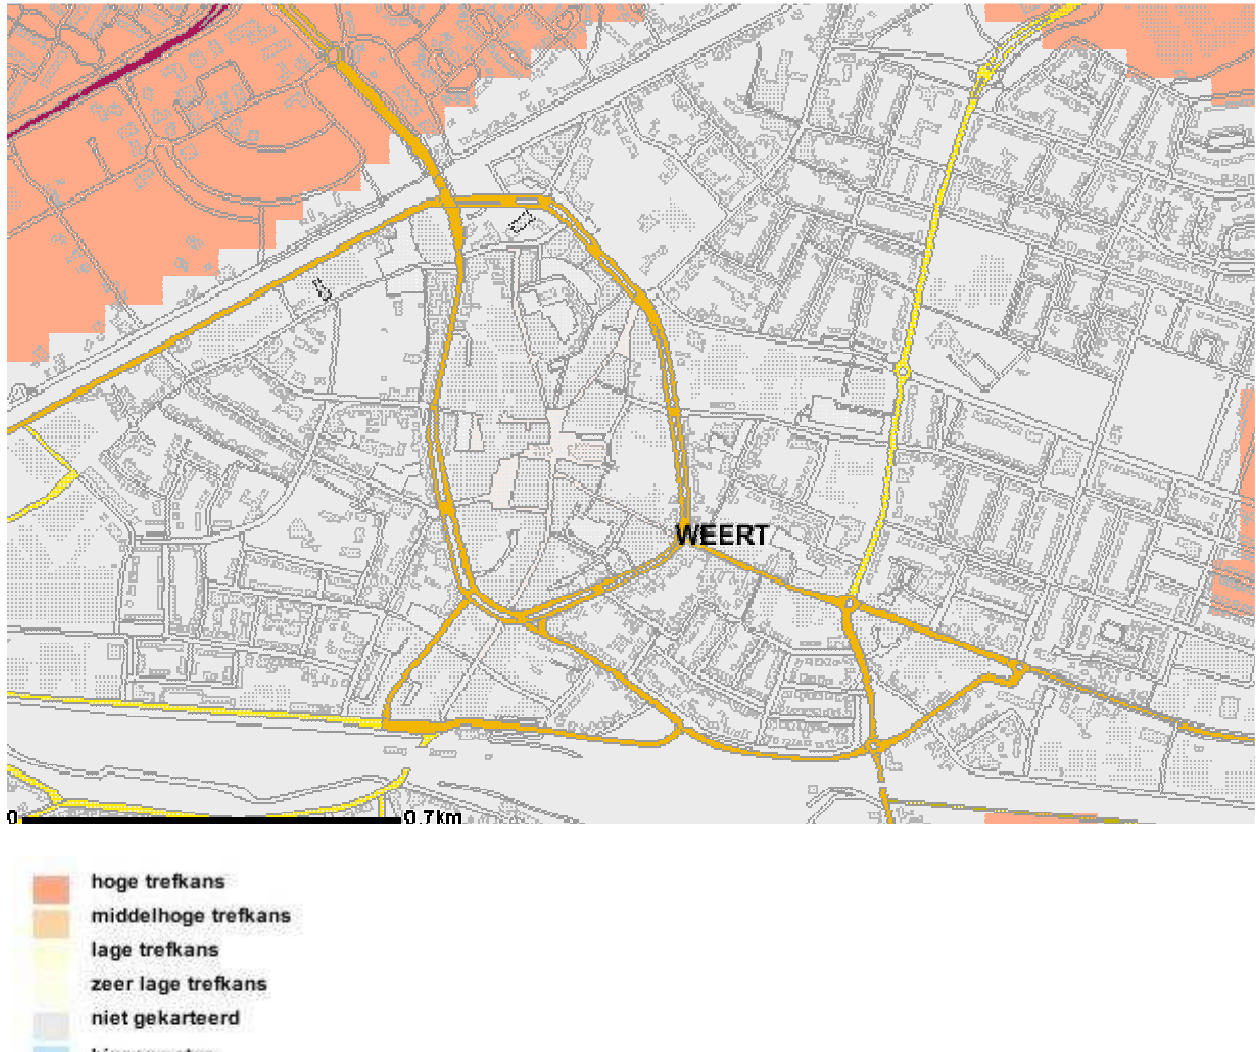 WEERT
0 0.7km
hoge trefkans
middelhoge trefkans
lage trefkans
zeer lage trefkans
niet gekarteerd